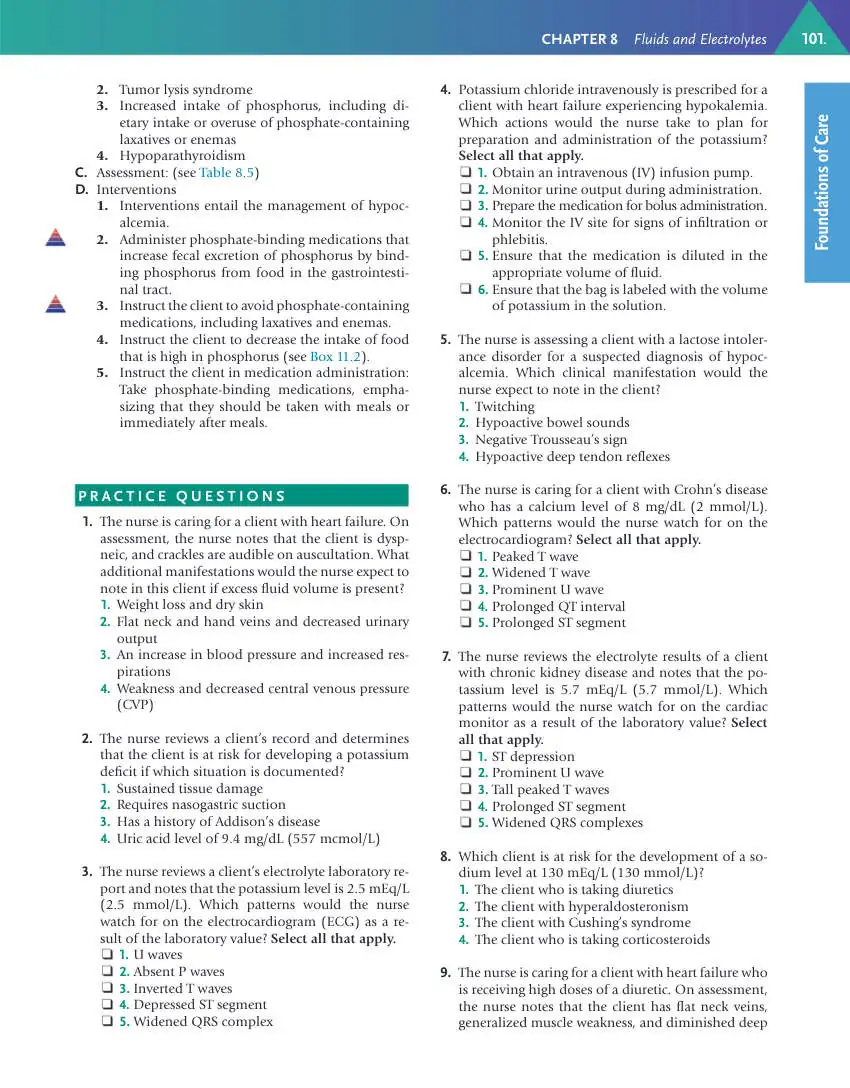 CHAPTER 8 Fluids and Electrolytes 101.
2. Tumor lysis syndrome
3. Increased intake of phosphorus, including di-
etary intake or overuse of phosphate-containing
laxatives or enemas
4. Hypoparathyroidism
C. Assessment: (see Table 8.5)
D. Interventions
1. Interventions entail the management of hypoc-
alcemia.
2. Administer phosphate-binding medications that
increase fecal excretion of phosphorus by bind-
ing phosphorus from food in the gastrointesti-
nal tract.
3. Instruct the client to avoid phosphate-containing
medications, including laxatives and enemas.
4. Instruct the client to decrease the intake of food
that is high in phosphorus (see Box 11.2).
5. Instruct the client in medication administration:
Take phosphate-binding medications, empha-
sizing that they should be taken with meals or
immediately after meals.
PRACTICE QUESTIONS
1. The nurse is caring for a client with heart failure. On
assessment, the nurse notes that the client is dysp-
neic, and crackles are audible on auscultation. What
additional manifestations would the nurse expect to
note in this client if excess fluid volume is present?
1. Weight loss and dry skin
2. Flat neck and hand veins and decreased urinary
output
3. An increase in blood pressure and increased res-
pirations
4. Weakness and decreased central venous pressure
(CVP)
2. The nurse reviews a client's record and determines
that the client is at risk for developing a potassium
deficit if which situation is documented?
1. Sustained tissue damage
2. Requires nasogastric suction
3. Has a history of Addison's disease
4. Uric acid level of 9.4 mg/dL (557 mcmol/L)
3. The nurse reviews a client's electrolyte laboratory re-
port and notes that the potassium level is 2.5 mEq/L
(2.5 mmol/L). Which patterns would the nurse
watch for on the electrocardiogram (ECG) as a re-
sult of the laboratory value? Select all that apply.
❑ 1. U waves
❑ 2. Absent P waves
❑ 3. Inverted T waves
❑ 4. Depressed ST segment
❑ 5. Widened QRS complex
4. Potassium chloride intravenously is prescribed for a
client with heart failure experiencing hypokalemia.
Which actions would the nurse take to plan for
preparation and administration of the potassium?
Select all that apply.
❑ 1. Obtain an intravenous (IV) infusion pump.
❑ 2. Monitor urine output during administration.
❑ 3. Prepare the medication for bolus administration.
❑ 4. Monitor the IV site for signs of infiltration or
phlebitis.
❑ 5. Ensure that the medication is diluted in the
appropriate volume of fluid.
❑ 6. Ensure that the bag is labeled with the volume
of potassium in the solution.
5. The nurse is assessing a client with a lactose intoler-
ance disorder for a suspected diagnosis of hypoc-
alcemia. Which clinical manifestation would the
nurse expect to note in the client?
1. Twitching
2. Hypoactive bowel sounds
3. Negative Trousseau's sign
4. Hypoactive deep tendon reflexes
6. The nurse is caring for a client with Crohn's disease
who has a calcium level of 8 mg/dL (2 mmol/L).
Which patterns would the nurse watch for on the
electrocardiogram? Select all that apply.
❑ 1. Peaked T wave
❑ 2. Widened T wave
❑ 3. Prominent U wave
❑ 4. Prolonged QT interval
❑ 5. Prolonged ST segment
7. The nurse reviews the electrolyte results of a client
with chronic kidney disease and notes that the po-
tassium level is 5.7 mEq/L (5.7 mmol/L). Which
patterns would the nurse watch for on the cardiac
monitor as a result of the laboratory value? Select
all that apply.
❑ 1. ST depression
❑ 2. Prominent U wave
❑ 3. Tall peaked T waves
❑ 4. Prolonged ST segment
❑ 5. Widened QRS complexes
8. Which client is at risk for the development of a so-
dium level at 130 mEq/L (130 mmol/L)?
1. The client who is taking diuretics
2. The client with hyperaldosteronism
3. The client with Cushing's syndrome
4. The client who is taking corticosteroids
9. The nurse is caring for a client with heart failure who
is receiving high doses of a diuretic. On assessment,
the nurse notes that the client has flat neck veins,
generalized muscle weakness, and diminished deep
Foundations of Care